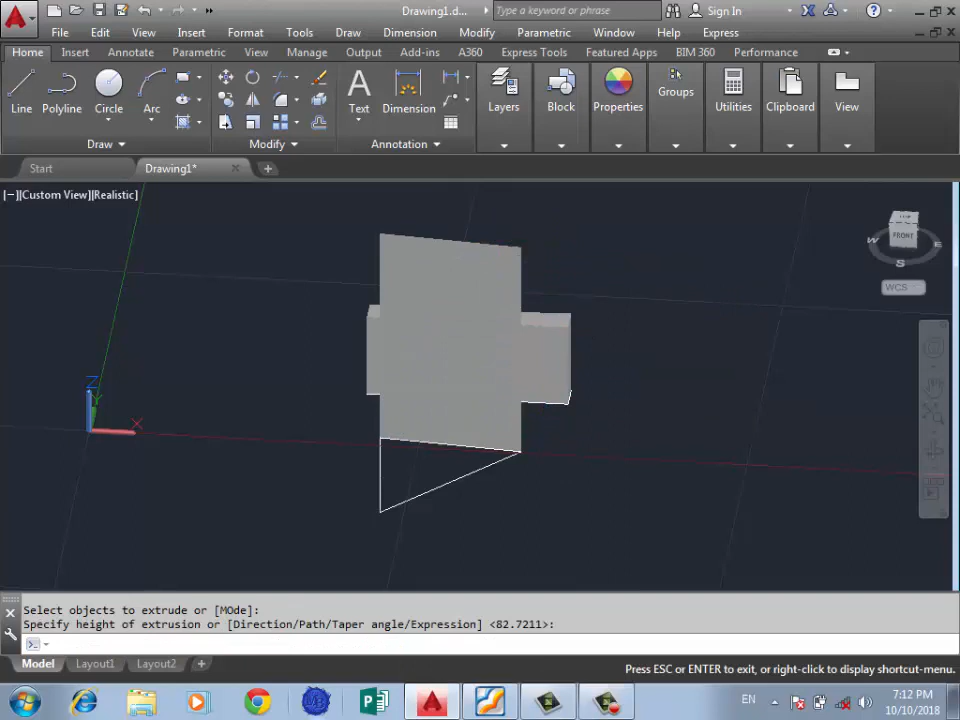 Drawing1.d...
Type a keyword or phrase
Sign In
File Edit View Insert Format Tools Draw Dimension Modify Parametric Window Help Express
Home Insert Annotate Parametric View Manage Output Add-ins A360 Express Tools Featured Apps BIM 360 Performance
Line Polyline Circle Arc Text Dimension Layers Block Properties Groups Utilities Clipboard View
Draw Modify Annotation
Start Drawing1*
[−][Custom View][Realistic]
TOP
FRONT
W E
S
WCS
Z
Y
X
Select objects to extrude or [MOde]:
Specify height of extrusion or [Direction/Path/Taper angle/Expression] <82.7211>:
Model Layout1 Layout2 +
Press ESC or ENTER to exit, or right-click to display shortcut-menu.
EN
7:12 PM
10/10/2018